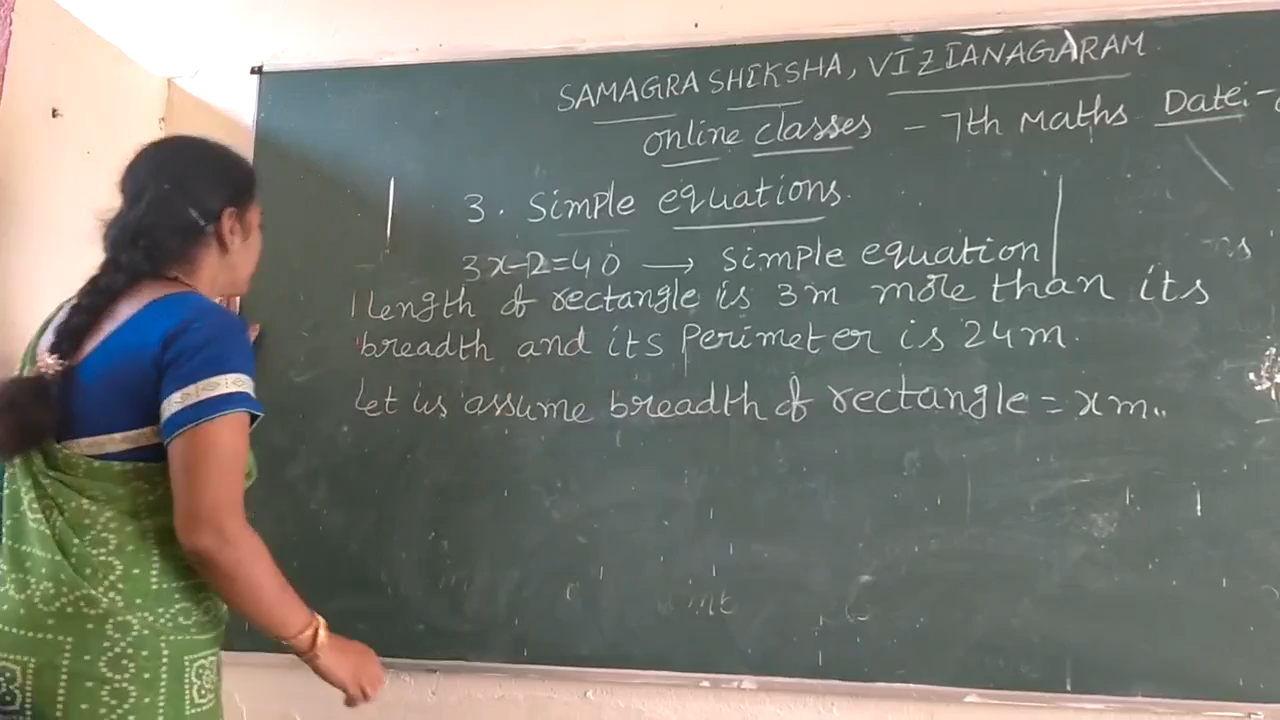 SAMAGRA SHIKSHA, VIZIANAGARAM
online classes - 7th Maths Date:-
3. Simple equations.
3x-2=40 → simple equation
length of rectangle is 3m more than its
breadth and its perimeter is 24m.
Let us assume breadth of rectangle = x m.